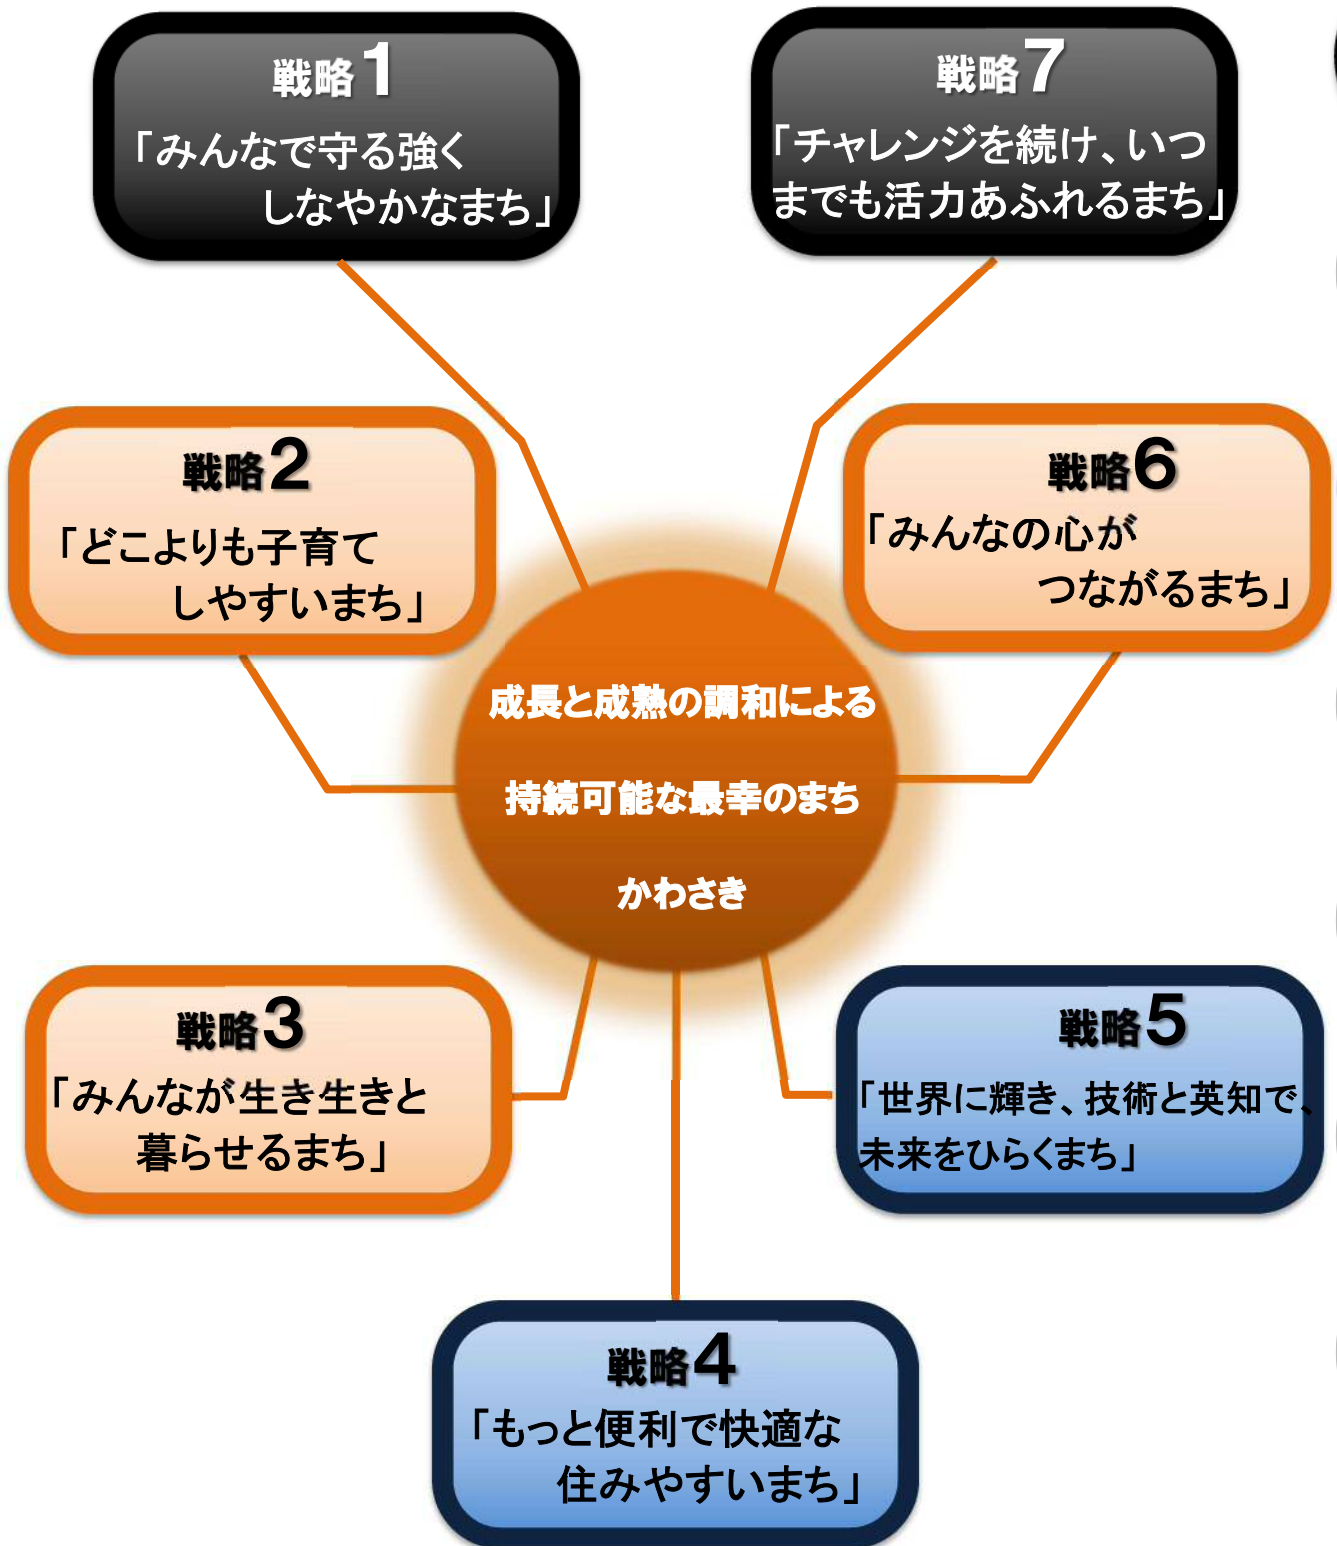 戦略1
「みんなで守る強く
しなやかなまち」
戦略7
「チャレンジを続け、いつ
までも活力あふれるまち」
戦略2
「どこよりも子育て
しやすいまち」
戦略6
「みんなの心が
つながるまち」
成長と成熟の調和による
持続可能な最幸のまち
かわさき
戦略3
「みんなが生き生きと
暮らせるまち」
戦略5
「世界に輝き、技術と英知で、
未来をひらくまち」
戦略4
「もっと便利で快適な
住みやすいまち」